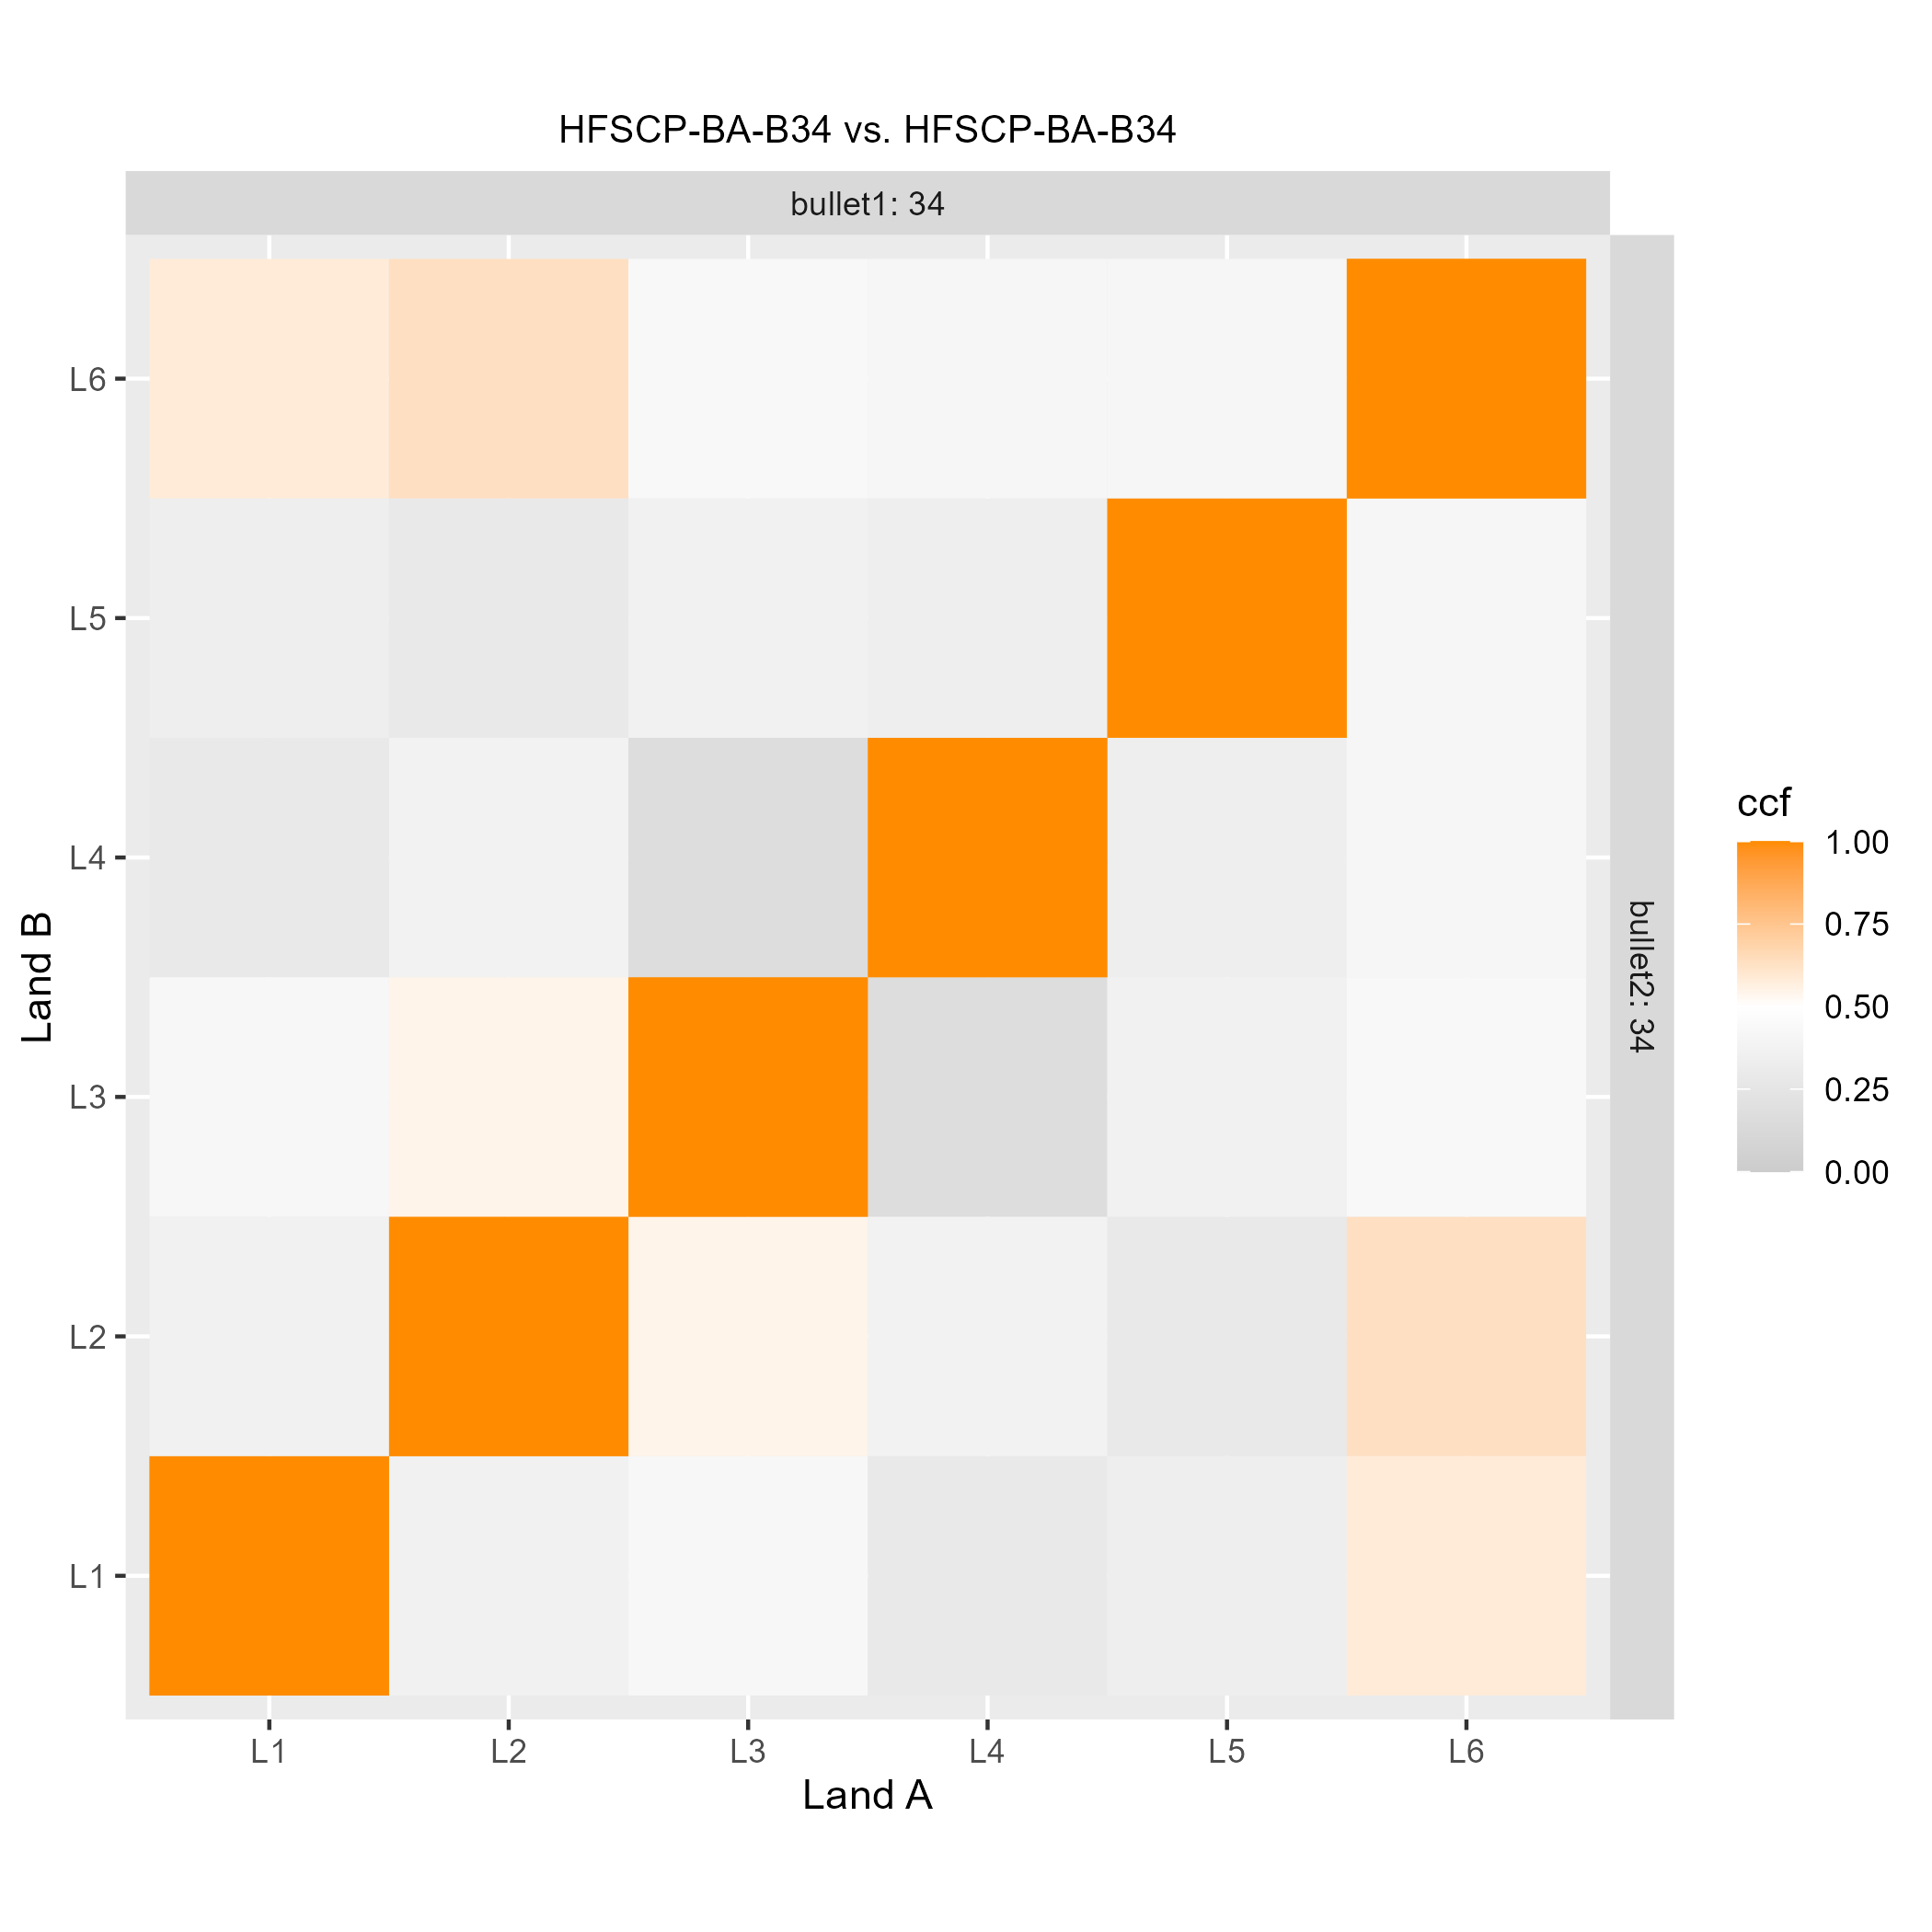 HFSCP-BA-B34 vs. HFSCP-BA-B34
bullet1: 34
L6
L5
L4
L3
L2
L1
Land B
bullet2: 34
L1
L2
L3
L4
L5
L6
Land A
ccf
1.00
0.75
0.50
0.25
0.00